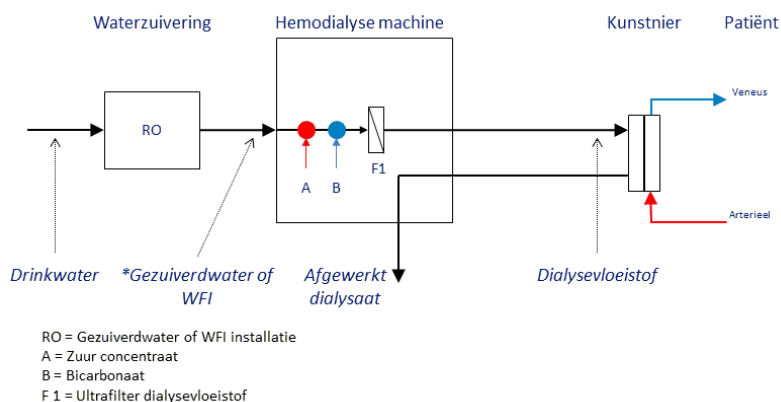 Waterzuivering
Hemodialyse machine
Kunstnier
Patiënt
Veneus
RO
A
B
F1
Arterieel
Drinkwater
*Gezuiverdwater of
WFI
Afgewerkt
dialysaat
Dialysevloeistof
RO = Gezuiverdwater of WFI installatie
A = Zuur concentraat
B = Bicarbonaat
F 1 = Ultrafilter dialysevloeistof